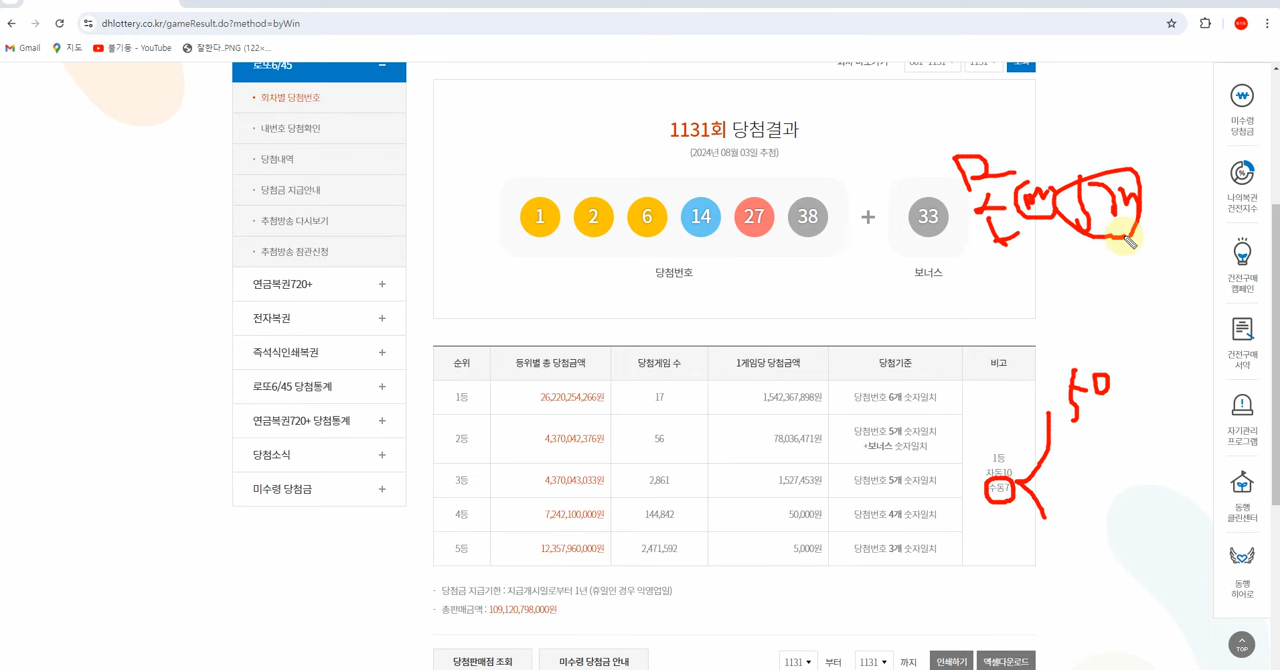 dhlottery.co.kr/gameResult.do?method=byWin
Gmail
지도
불기둥 - YouTube
잘한다..PNG (122×...
로또6/45
회차별 당첨번호
내번호 당첨확인
당첨내역
당첨금 지급안내
추첨방송 다시보기
추첨방송 참관신청
연금복권720+
전자복권
즉석식인쇄복권
로또6/45 당첨통계
연금복권720+ 당첨통계
당첨소식
미수령 당첨금
회차 바로가기
601~1131
1131
조회
1131회 당첨결과
(2024년 08월 03일 추첨)
1 2 6 14 27 38 + 33
당첨번호
보너스
순위 등위별 총 당첨금액 당첨게임 수 1게임당 당첨금액 당첨기준 비고
1등 26,220,254,266원 17 1,542,367,898원 당첨번호 6개 숫자일치
2등 4,370,042,376원 56 78,036,471원 당첨번호 5개 숫자일치
+보너스 숫자일치
3등 4,370,043,033원 2,861 1,527,453원 당첨번호 5개 숫자일치
4등 7,242,100,000원 144,842 50,000원 당첨번호 4개 숫자일치
5등 12,357,960,000원 2,471,592 5,000원 당첨번호 3개 숫자일치
1등
자동10
수동7
당첨금 지급기한 : 지급개시일로부터 1년 (휴일인 경우 익영업일)
총판매금액 : 109,120,798,000원
당첨판매점 조회
미수령 당첨금 안내
1131 부터 1131 까지
인쇄하기
엑셀다운로드
미수령
당첨금
나의복권
건전지수
건전구매
캠페인
건전구매
서약
자기관리
프로그램
동행
클린센터
동행
히어로
TOP